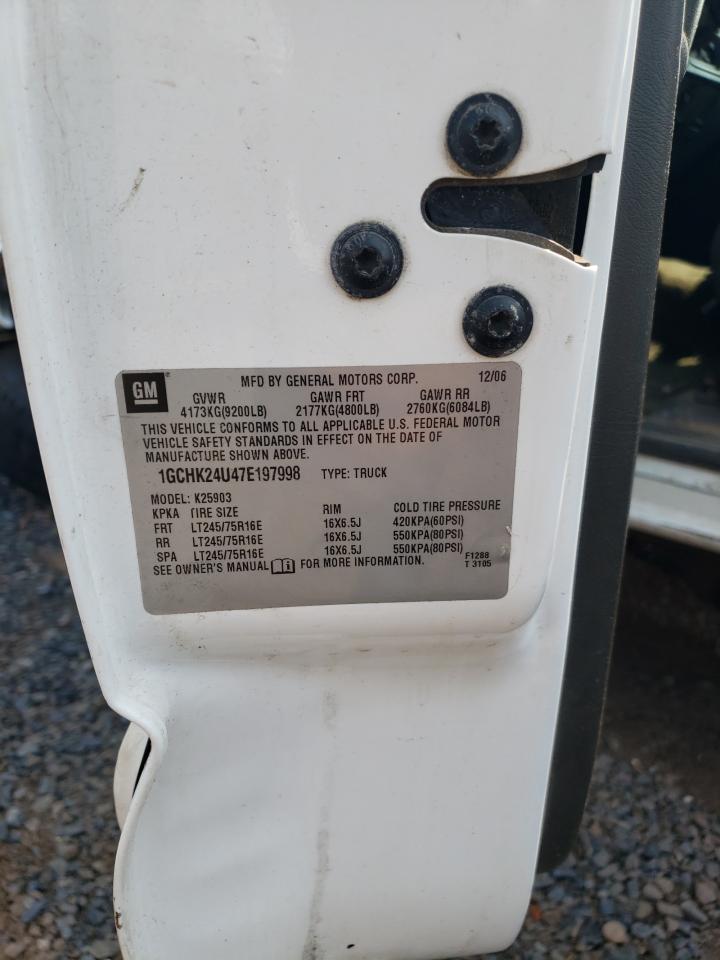 GM MFD BY GENERAL MOTORS CORP. 12/06
GVWR GAWR FRT GAWR RR
4173KG(9200LB) 2177KG(4800LB) 2760KG(6084LB)
THIS VEHICLE CONFORMS TO ALL APPLICABLE U.S. FEDERAL MOTOR
VEHICLE SAFETY STANDARDS IN EFFECT ON THE DATE OF
MANUFACTURE SHOWN ABOVE.
1GCHK24U47E197998 TYPE: TRUCK
MODEL: K25903
KPKA TIRE SIZE RIM COLD TIRE PRESSURE
FRT LT245/75R16E 16X6.5J 420KPA(60PSI)
RR LT245/75R16E 16X6.5J 550KPA(80PSI)
SPA LT245/75R16E 16X6.5J 550KPA(80PSI)
SEE OWNER'S MANUAL i FOR MORE INFORMATION. F1288
T 3105